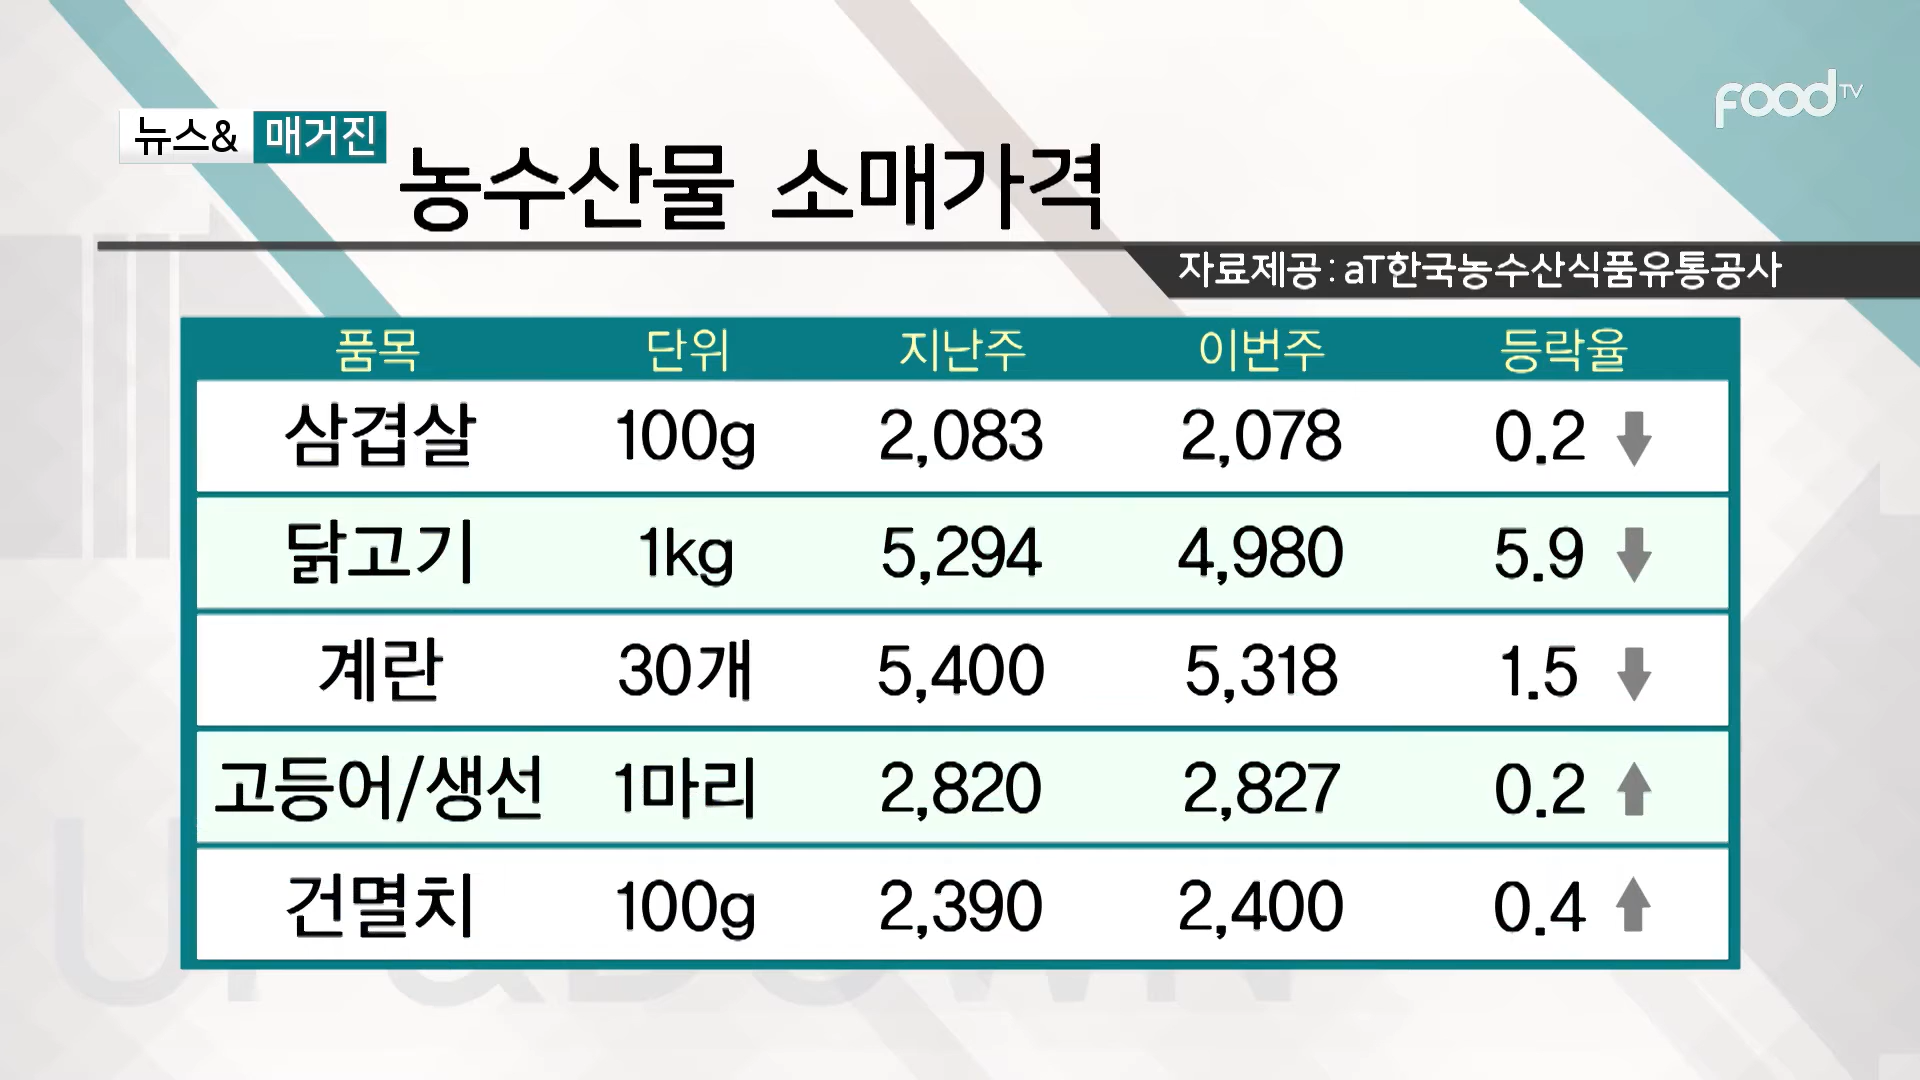 food TV
뉴스& 매거진
농수산물 소매가격
자료제공 : aT한국농수산식품유통공사
품목 단위 지난주 이번주 등락율
삼겹살 100g 2,083 2,078 0.2
닭고기 1kg 5,294 4,980 5.9
계란 30개 5,400 5,318 1.5
고등어/생선 1마리 2,820 2,827 0.2
건멸치 100g 2,390 2,400 0.4
UP&DOWN